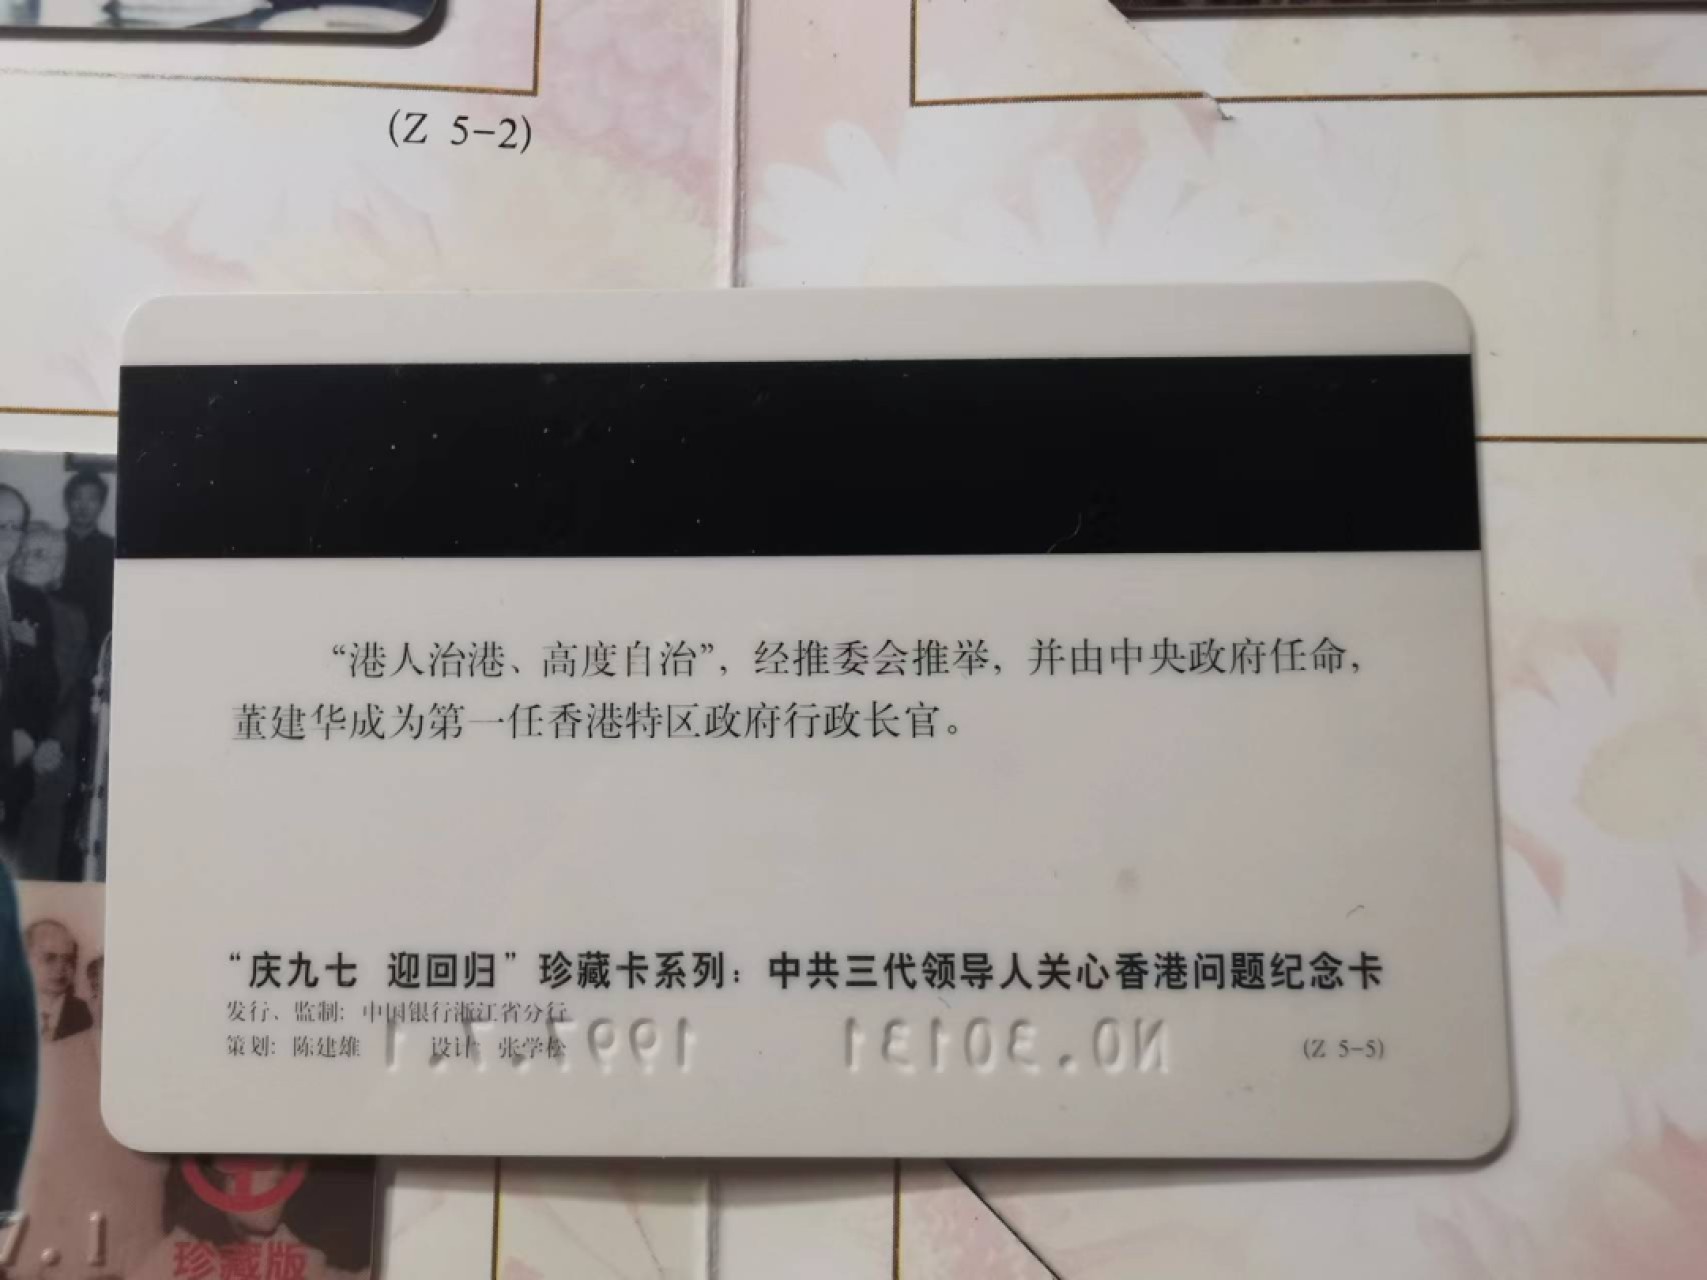 (Z 5-2)
“港人治港、高度自治”，经推委会推举，并由中央政府任命，
董建华成为第一任香港特区政府行政长官。
“庆九七 迎回归”珍藏卡系列：中共三代领导人关心香港问题纪念卡
发行、监制：中国银行浙江省分行
策划：陈建雄 设计：张学松
1997.7.1 NO.30131
(Z 5-5)
7.1
珍藏版